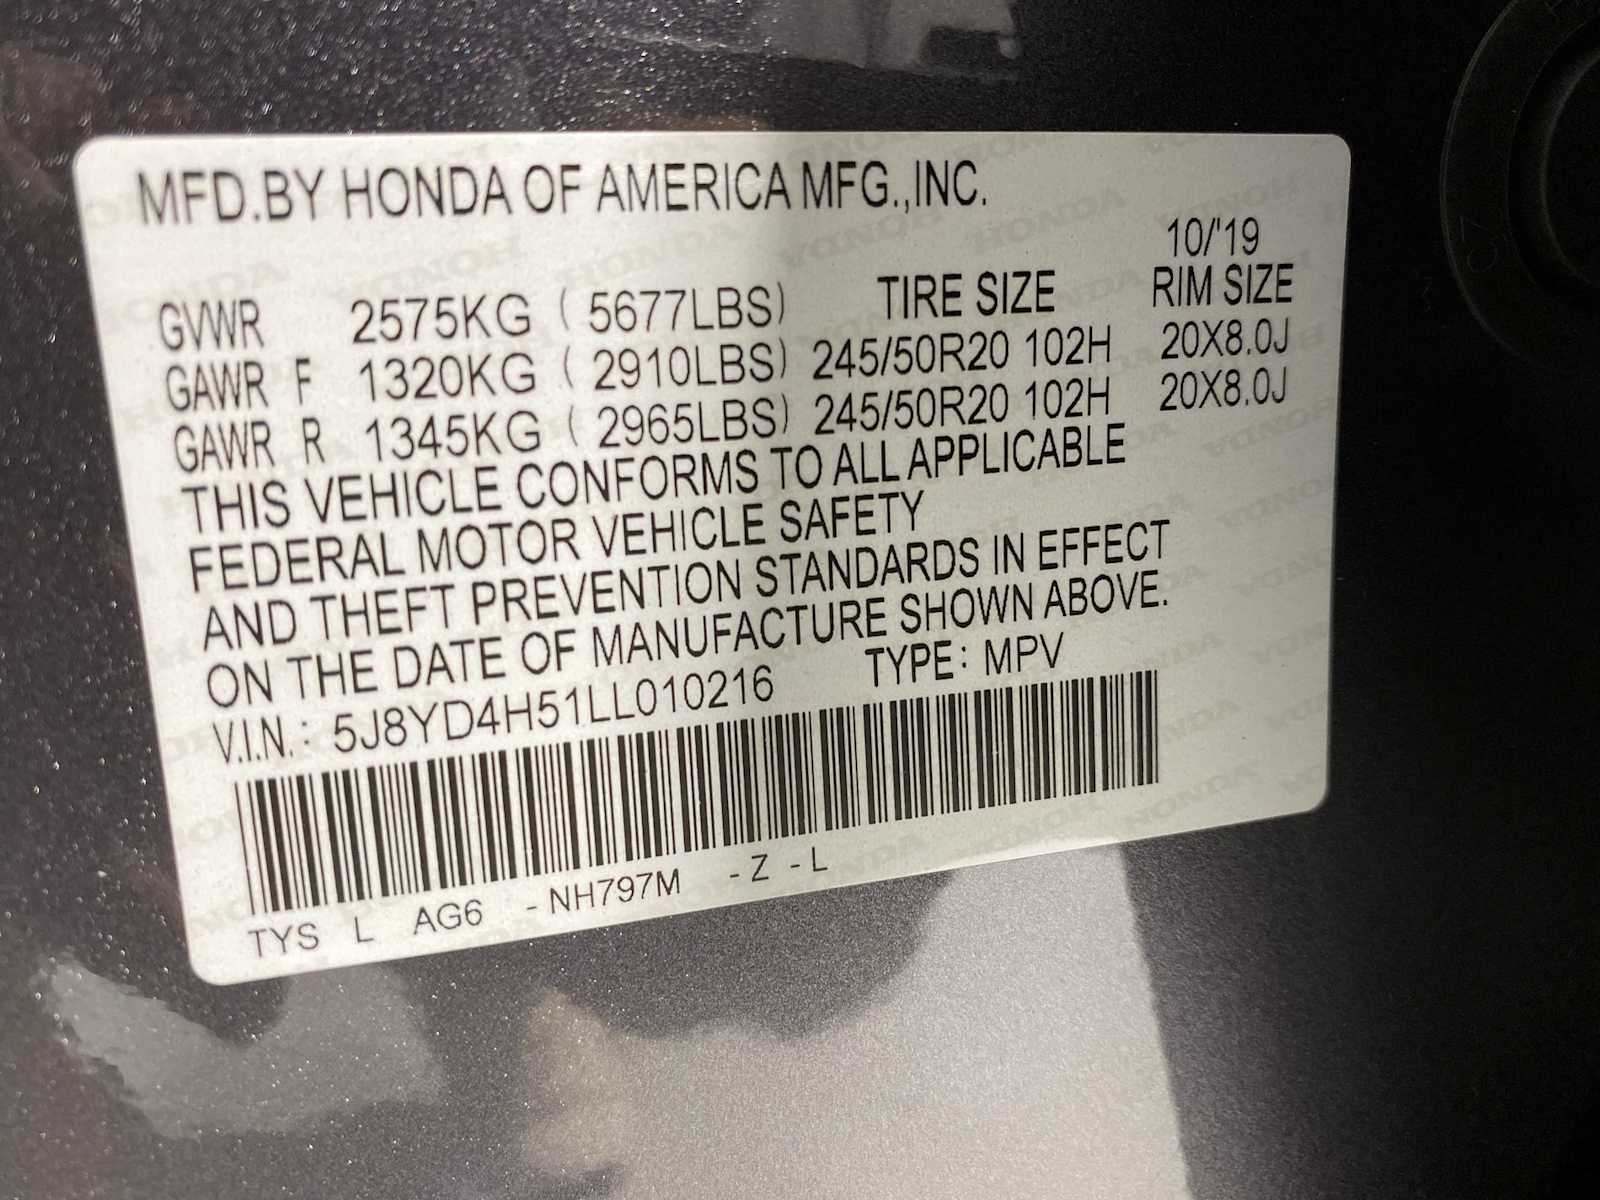 MFD.BY HONDA OF AMERICA MFG.,INC.
10/'19
GVWR 2575KG ( 5677LBS) TIRE SIZE RIM SIZE
GAWR F 1320KG ( 2910LBS) 245/50R20 102H 20X8.0J
GAWR R 1345KG ( 2965LBS) 245/50R20 102H 20X8.0J
THIS VEHICLE CONFORMS TO ALL APPLICABLE
FEDERAL MOTOR VEHICLE SAFETY
AND THEFT PREVENTION STANDARDS IN EFFECT
ON THE DATE OF MANUFACTURE SHOWN ABOVE.
V.I.N.: 5J8YD4H51LL010216 TYPE: MPV
TYS L AG6 -NH797M -Z -L